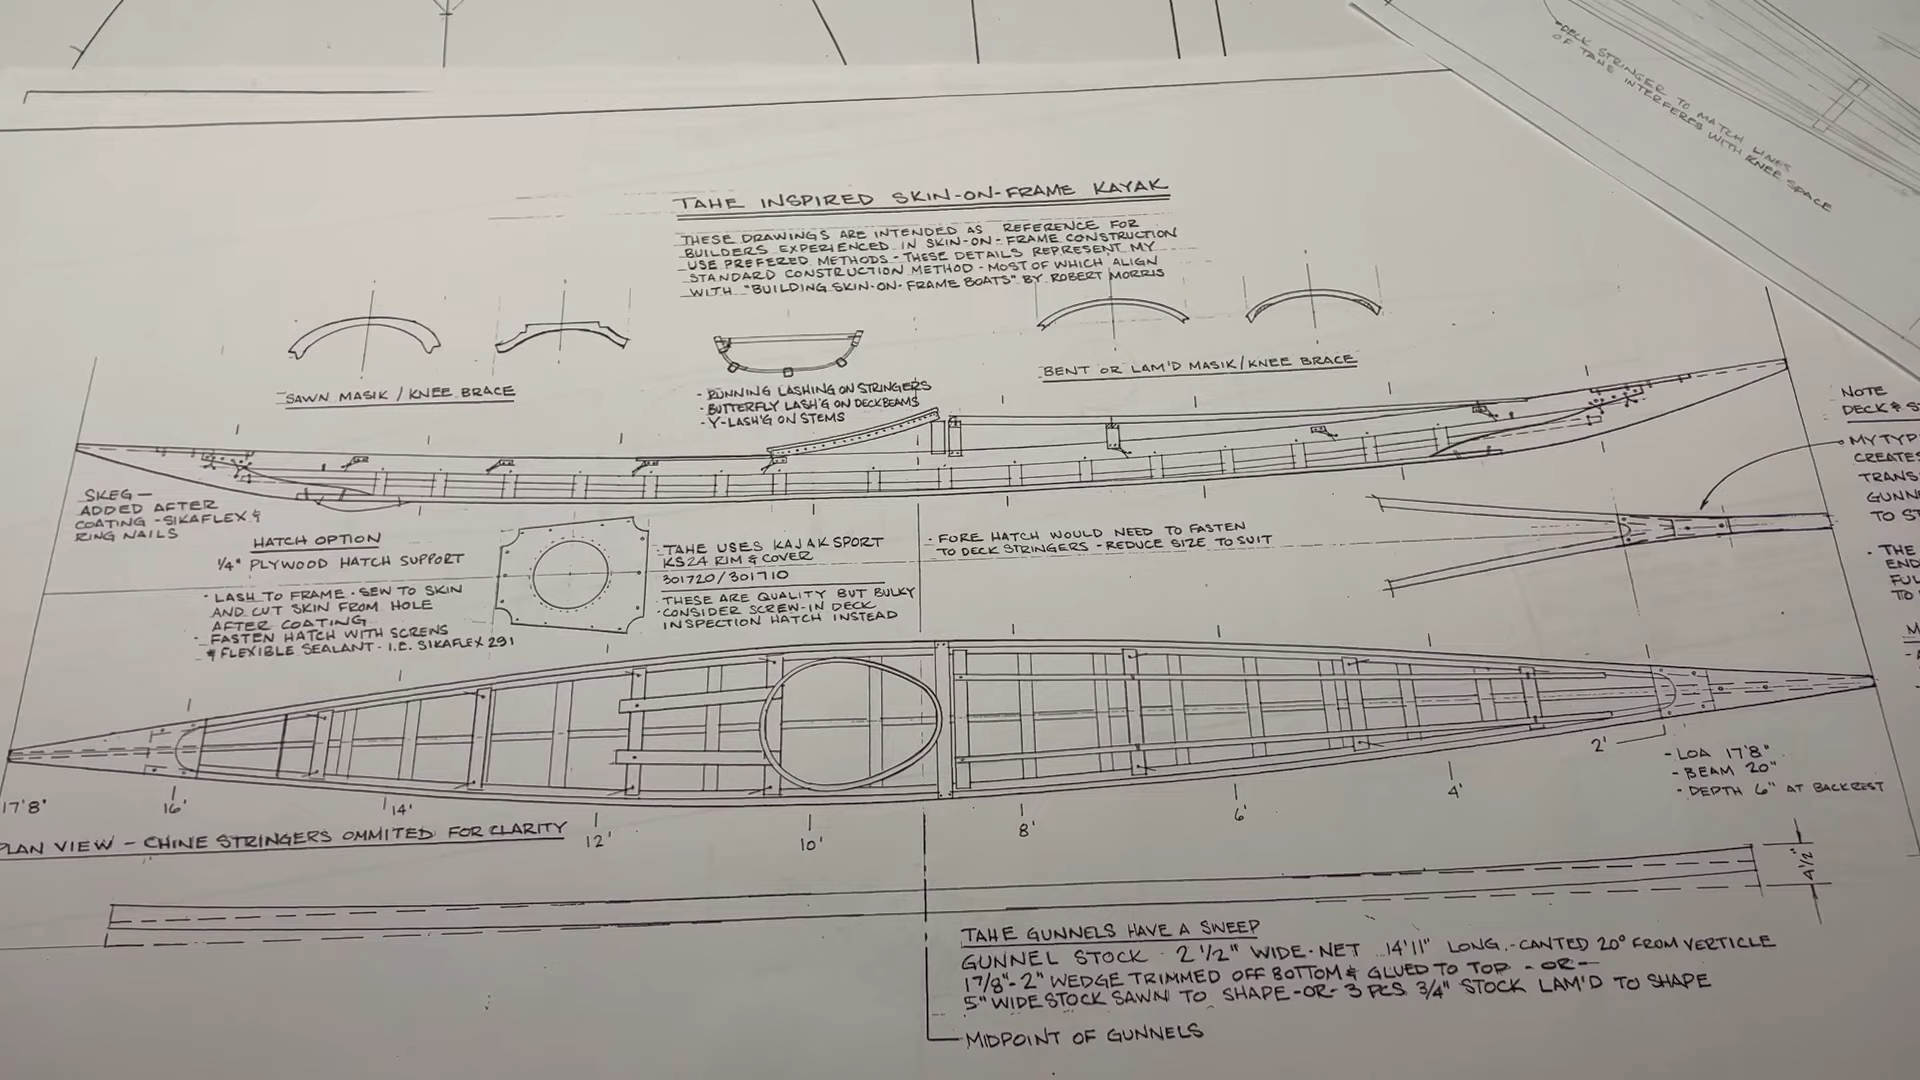 -DECK STRINGER TO MATCH LINES
OF TAHE INTERFERES WITH KNEE SPACE
TAHE INSPIRED SKIN-ON-FRAME KAYAK
THESE DRAWINGS ARE INTENDED AS REFERENCE FOR
BUILDERS EXPERIENCED IN SKIN-ON-FRAME CONSTRUCTION
USE PREFERED METHODS - THESE DETAILS REPRESENT MY
STANDARD CONSTRUCTION METHOD - MOST OF WHICH ALIGN
WITH "BUILDING SKIN-ON-FRAME BOATS" BY ROBERT MORRIS
SAWN MASIK / KNEE BRACE
- RUNNING LASHING ON STRINGERS
- BUTTERFLY LASH'G ON DECKBEAMS
- Y-LASH'G ON STEMS
BENT OR LAM'D MASIK/KNEE BRACE
NOTE
DECK &
MY TYP
CREATES
TRANS
GUNN
TO ST
• THE
END
FUL
TO
SKEG —
ADDED AFTER
COATING - SIKAFLEX &
RING NAILS
HATCH OPTION
1/4" PLYWOOD HATCH SUPPORT
• LASH TO FRAME - SEW TO SKIN
AND CUT SKIN FROM HOLE
AFTER COATING
- FASTEN HATCH WITH SCREWS
& FLEXIBLE SEALANT - I.E. SIKAFLEX 291
• TAHE USES KAJAK SPORT
KS24 RIM & COVER
301720/301710
THESE ARE QUALITY BUT BULKY
• CONSIDER SCREW-IN DECK
INSPECTION HATCH INSTEAD
- FORE HATCH WOULD NEED TO FASTEN
TO DECK STRINGERS - REDUCE SIZE TO SUIT
2'
- LOA 17'8"
- BEAM 20"
- DEPTH 6" AT BACKREST
17'8"
16'
14'
12'
10'
8'
6'
4'
PLAN VIEW - CHINE STRINGERS OMMITED FOR CLARITY
4 1/2"
TAHE GUNNELS HAVE A SWEEP
GUNNEL STOCK - 2 1/2" WIDE - NET 14'11" LONG - CANTED 20° FROM VERTICLE
1 7/8" - 2" WEDGE TRIMMED OFF BOTTOM & GLUED TO TOP - OR -
5" WIDE STOCK SAWN TO SHAPE - OR - 3 PCS 3/4" STOCK LAM'D TO SHAPE
MIDPOINT OF GUNNELS